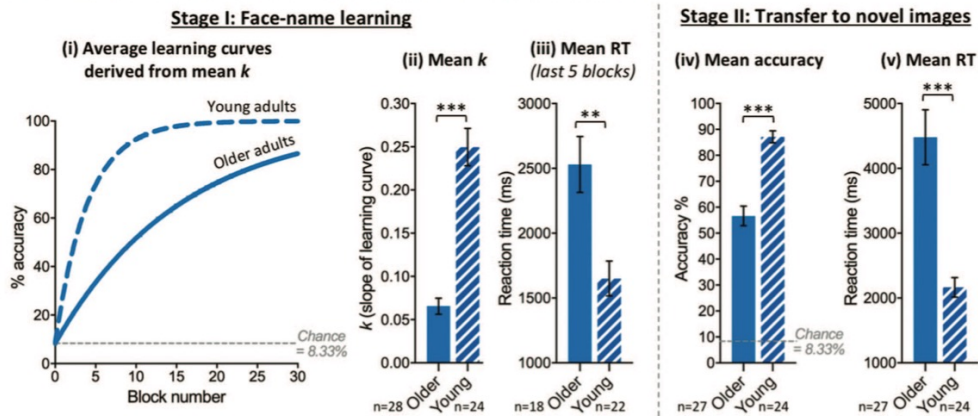 Stage I: Face-name learning
(i) Average learning curves
derived from mean k
% accuracy
100
80
60
40
20
0
Young adults
Older adults
Chance
= 8.33%
0 5 10 15 20 25 30
Block number
(ii) Mean k
k (slope of learning curve)
0.30
0.25
0.20
0.15
0.10
0.05
0.00
***
Older Young
n=28 n=24
(iii) Mean RT
(last 5 blocks)
Reaction time (ms)
3000
2500
2000
1500
1000
**
Older Young
n=18 n=22
Stage II: Transfer to novel images
(iv) Mean accuracy
Accuracy %
100
90
80
70
60
50
40
30
20
10
0
***
Chance
= 8.33%
Older Young
n=27 n=24
(v) Mean RT
Reaction time (ms)
5000
4000
3000
2000
1000
***
Older Young
n=27 n=24